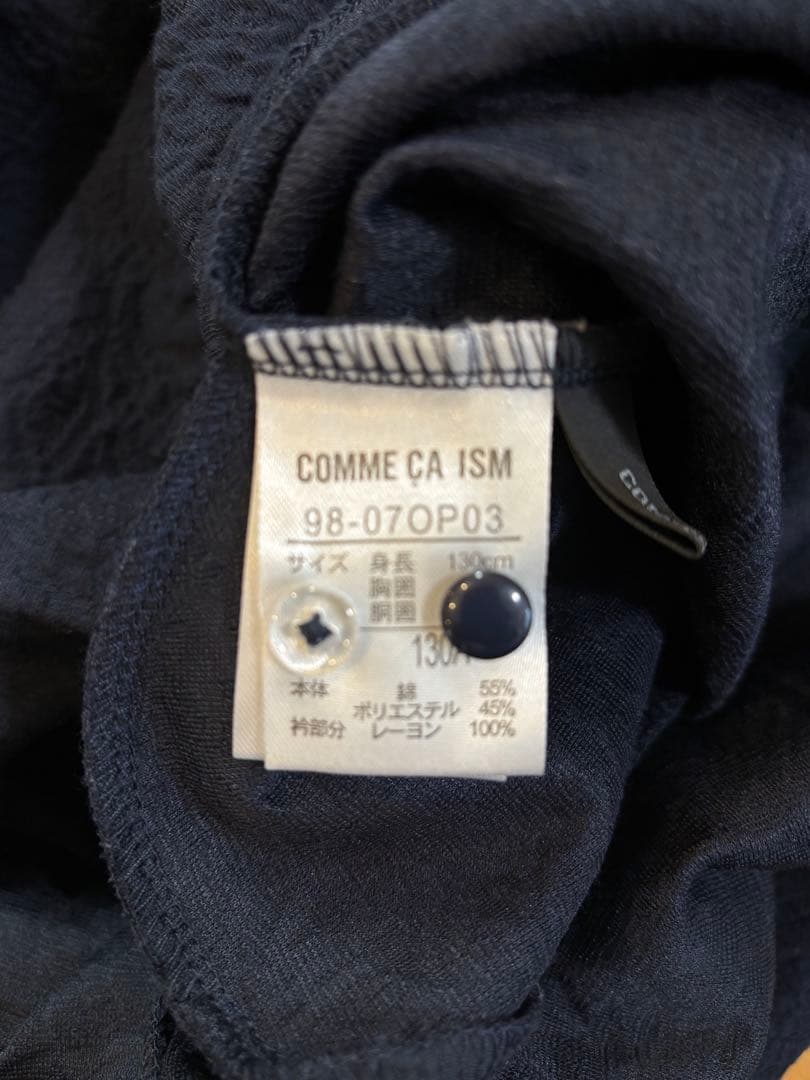 COMME ÇA ISM
98-07OP03
サイズ 身長 130cm
胸囲
胴囲
本体 綿 55%
ポリエステル 45%
衿部分 レーヨン 100%